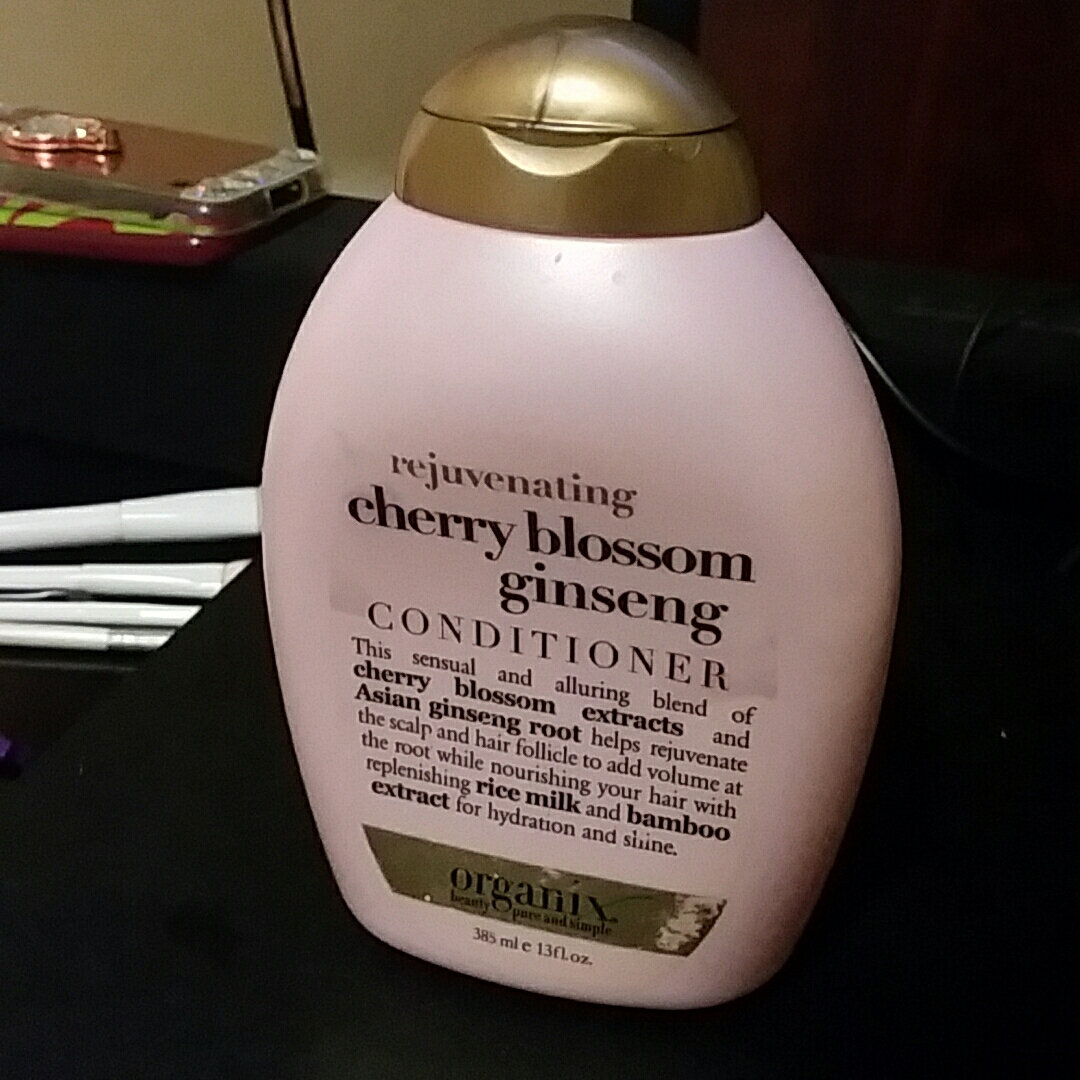 rejuvenating
cherry blossom
ginseng
CONDITIONER
This sensual and alluring blend of
cherry blossom extracts and
Asian ginseng root helps rejuvenate
the scalp and hair follicle to add volume at
the root while nourishing your hair with
replenishing rice milk and bamboo
extract for hydration and shine.
organix
beauty pure and simple
385 ml e 13fl.oz.